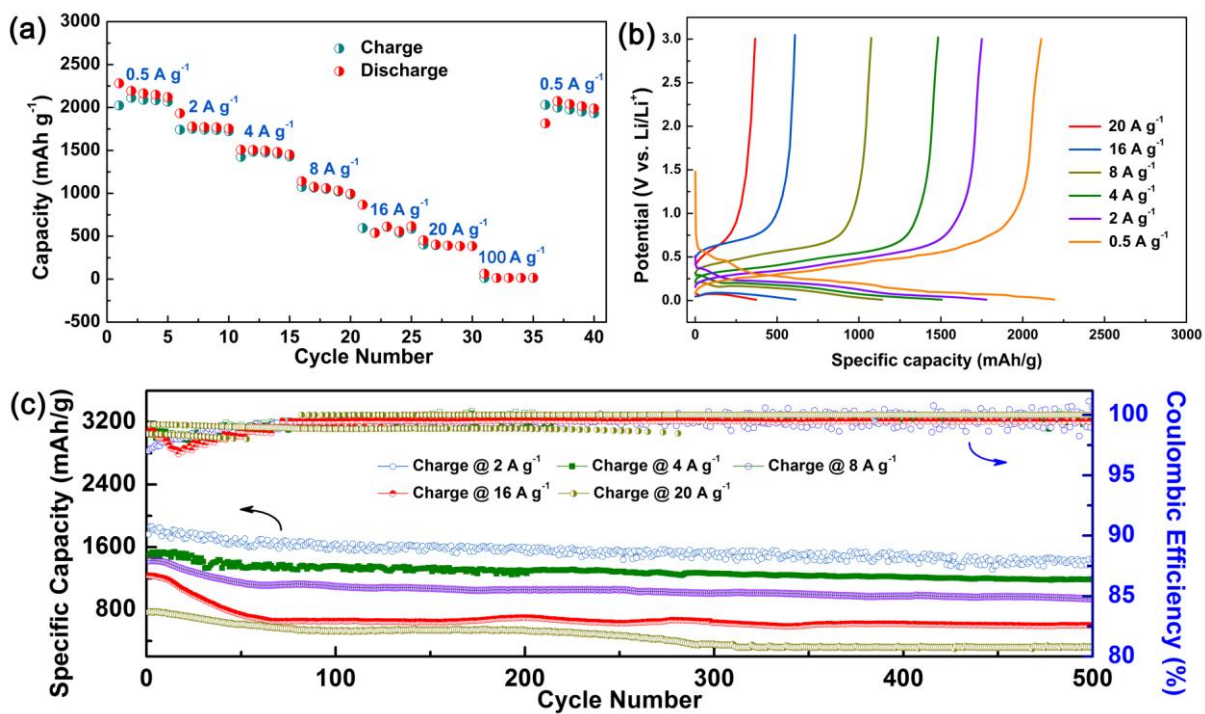 (a)
Capacity (mAh g⁻¹)
3000
2500
2000
1500
1000
500
0
-500
Charge
Discharge
0.5 A g⁻¹
2 A g⁻¹
4 A g⁻¹
8 A g⁻¹
16 A g⁻¹
20 A g⁻¹
100 A g⁻¹
0.5 A g⁻¹
0 5 10 15 20 25 30 35 40
Cycle Number
(b)
Potential (V vs. Li/Li⁺)
3.0
2.5
2.0
1.5
1.0
0.5
0.0
20 A g⁻¹
16 A g⁻¹
8 A g⁻¹
4 A g⁻¹
2 A g⁻¹
0.5 A g⁻¹
0 500 1000 1500 2000 2500 3000
Specific capacity (mAh/g)
(c)
Specific Capacity (mAh/g)
3200
2400
1600
800
Charge @ 2 A g⁻¹ Charge @ 4 A g⁻¹ Charge @ 8 A g⁻¹
Charge @ 16 A g⁻¹ Charge @ 20 A g⁻¹
100
95
90
85
80
Coulombic Efficiency (%)
0 100 200 300 400 500
Cycle Number